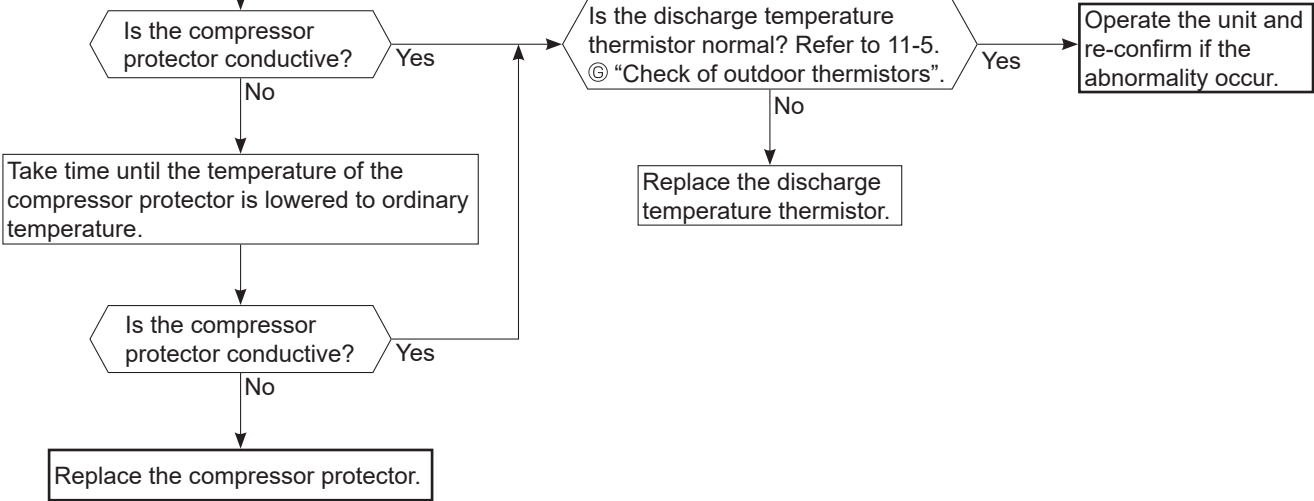 Is the compressor
protector conductive?
Yes
No
Is the discharge temperature
thermistor normal? Refer to 11-5.
Ⓖ “Check of outdoor thermistors”.
Yes
No
Operate the unit and
re-confirm if the
abnormality occur.
Take time until the temperature of the
compressor protector is lowered to ordinary
temperature.
Replace the discharge
temperature thermistor.
Is the compressor
protector conductive?
Yes
No
Replace the compressor protector.